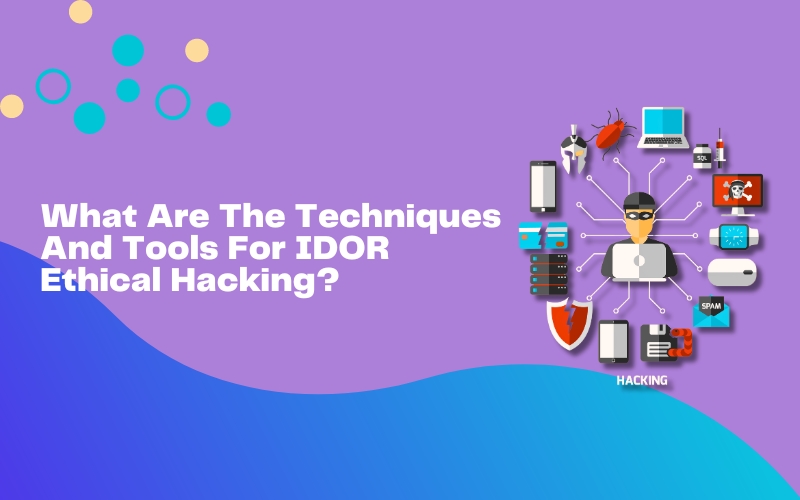 What Are The Techniques
And Tools For IDOR
Ethical Hacking?
SQL
SPAM
HACKING